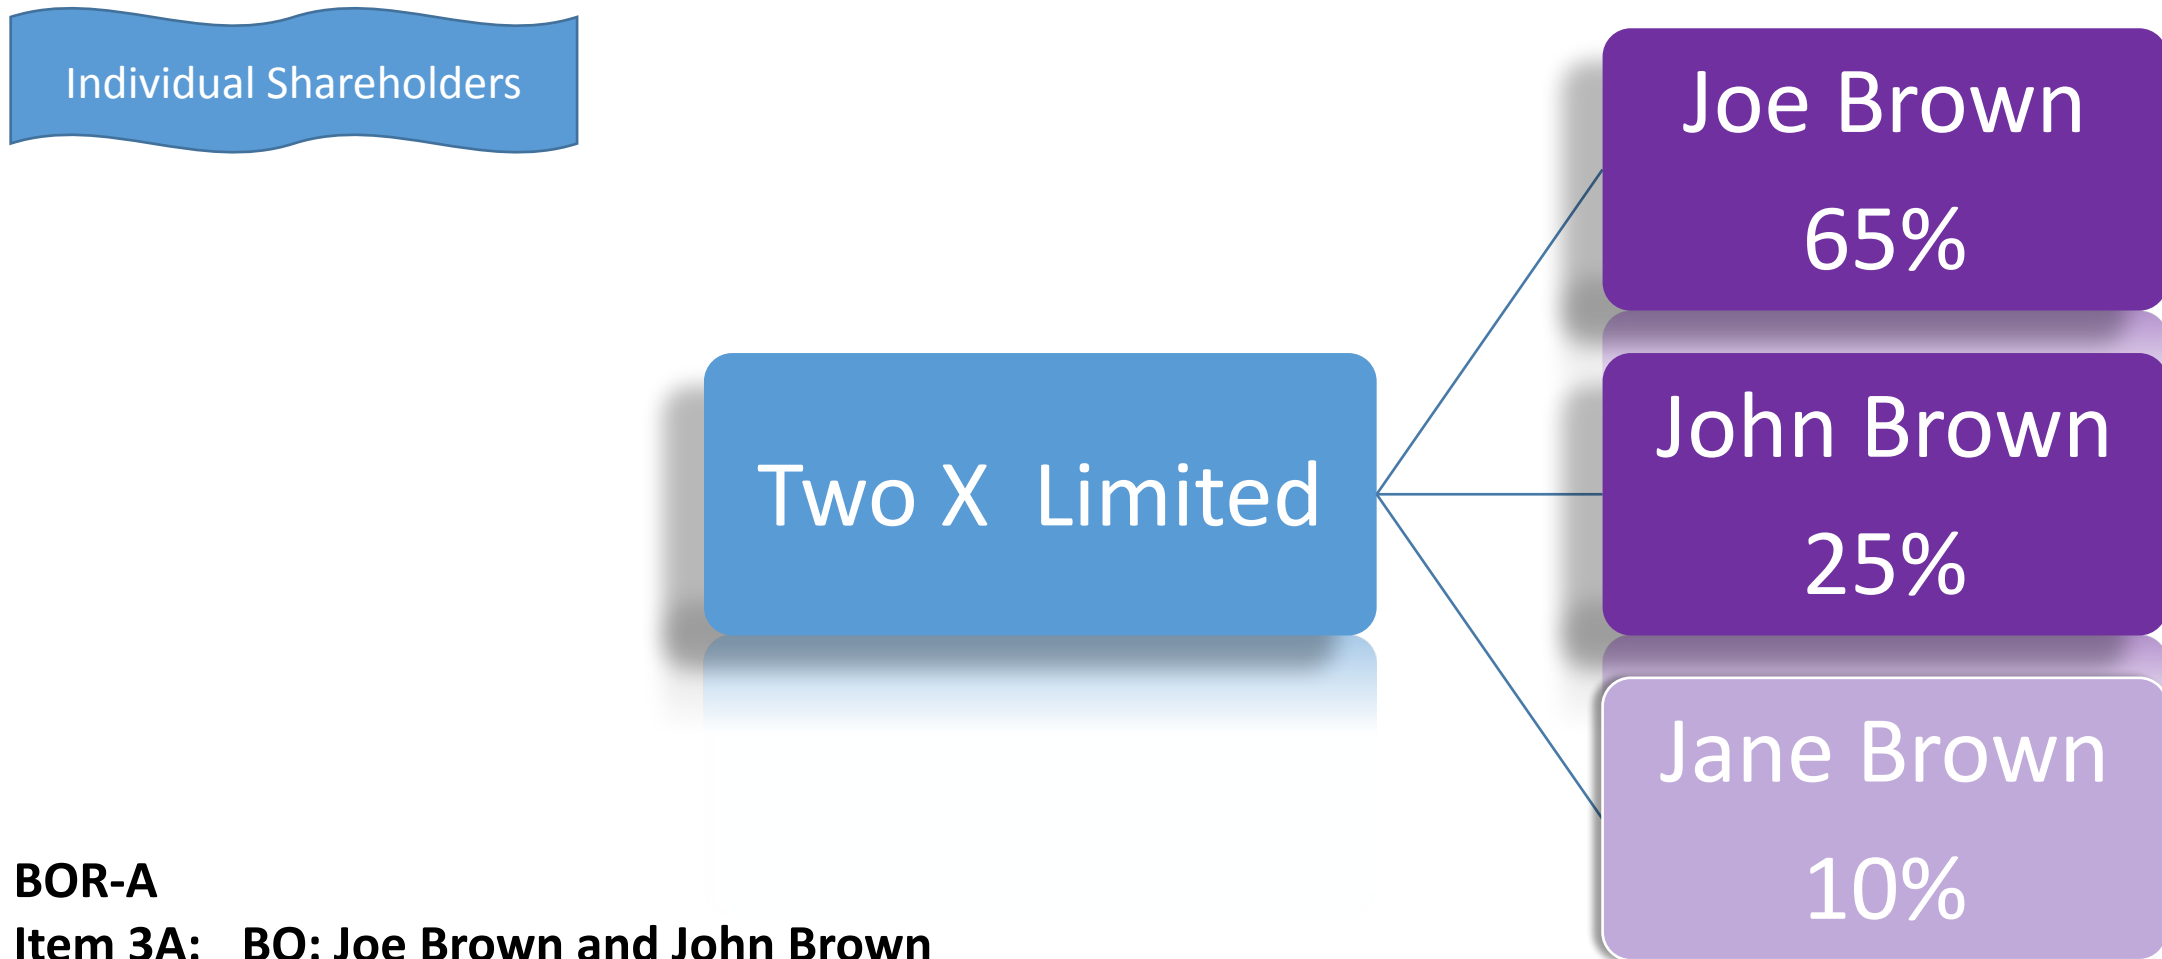 Individual Shareholders
Joe Brown
65%
John Brown
25%
Two X  Limited
Jane Brown
10%
BOR-A
Item 3A:   BO: Joe Brown and John Brown